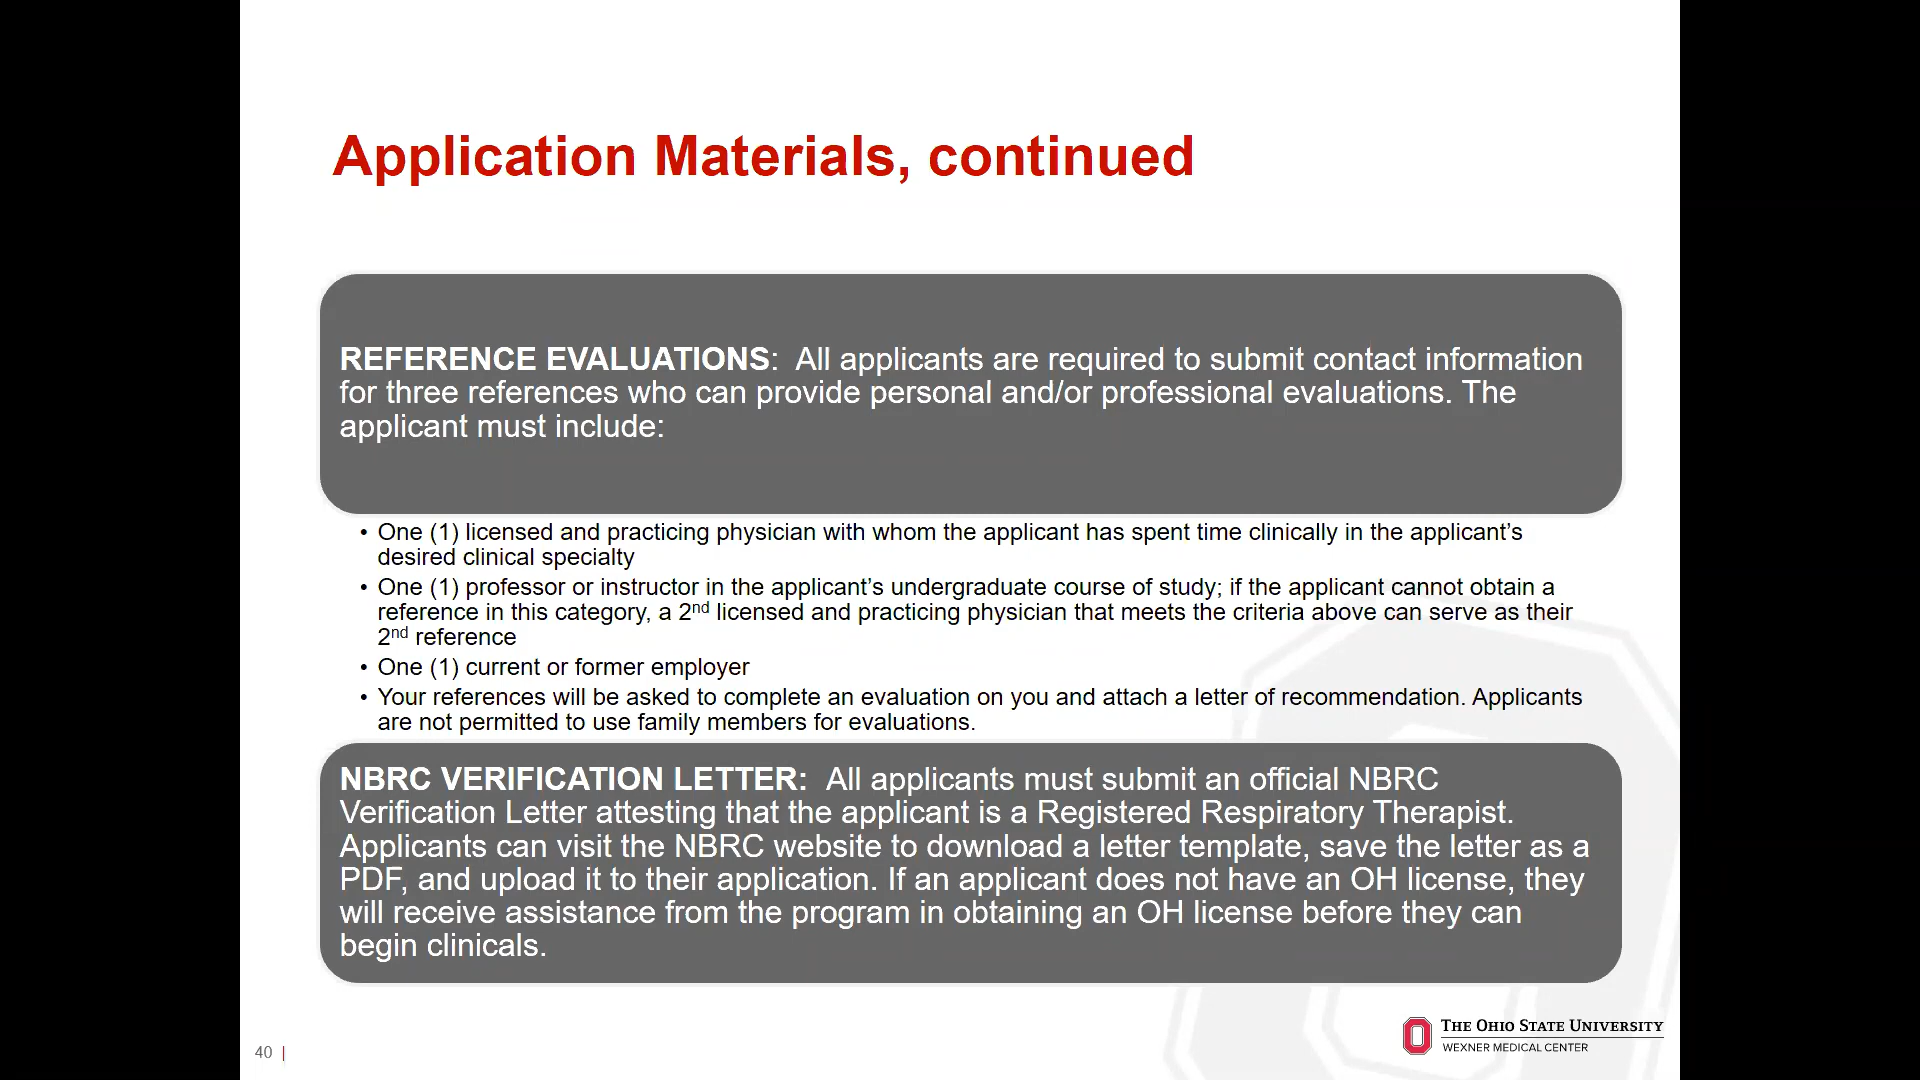 Application Materials, continued
REFERENCE EVALUATIONS:  All applicants are required to submit contact information
for three references who can provide personal and/or professional evaluations. The
applicant must include:
• One (1) licensed and practicing physician with whom the applicant has spent time clinically in the applicant’s
desired clinical specialty
• One (1) professor or instructor in the applicant’s undergraduate course of study; if the applicant cannot obtain a
reference in this category, a 2nd licensed and practicing physician that meets the criteria above can serve as their
2nd reference
• One (1) current or former employer
• Your references will be asked to complete an evaluation on you and attach a letter of recommendation. Applicants
are not permitted to use family members for evaluations.
NBRC VERIFICATION LETTER:  All applicants must submit an official NBRC
Verification Letter attesting that the applicant is a Registered Respiratory Therapist.
Applicants can visit the NBRC website to download a letter template, save the letter as a
PDF, and upload it to their application. If an applicant does not have an OH license, they
will receive assistance from the program in obtaining an OH license before they can
begin clinicals.
THE OHIO STATE UNIVERSITY
WEXNER MEDICAL CENTER
40 |